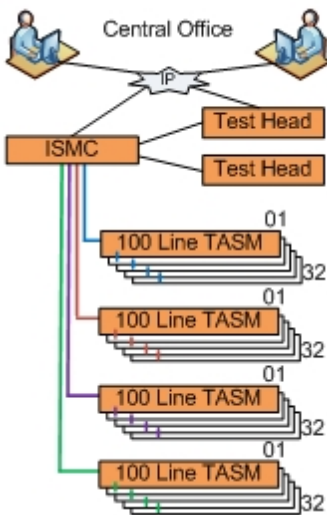 Central Office
IP
Test Head
ISMC
Test Head
01
100 Line TASM
32
01
100 Line TASM
32
01
100 Line TASM
32
01
100 Line TASM
32